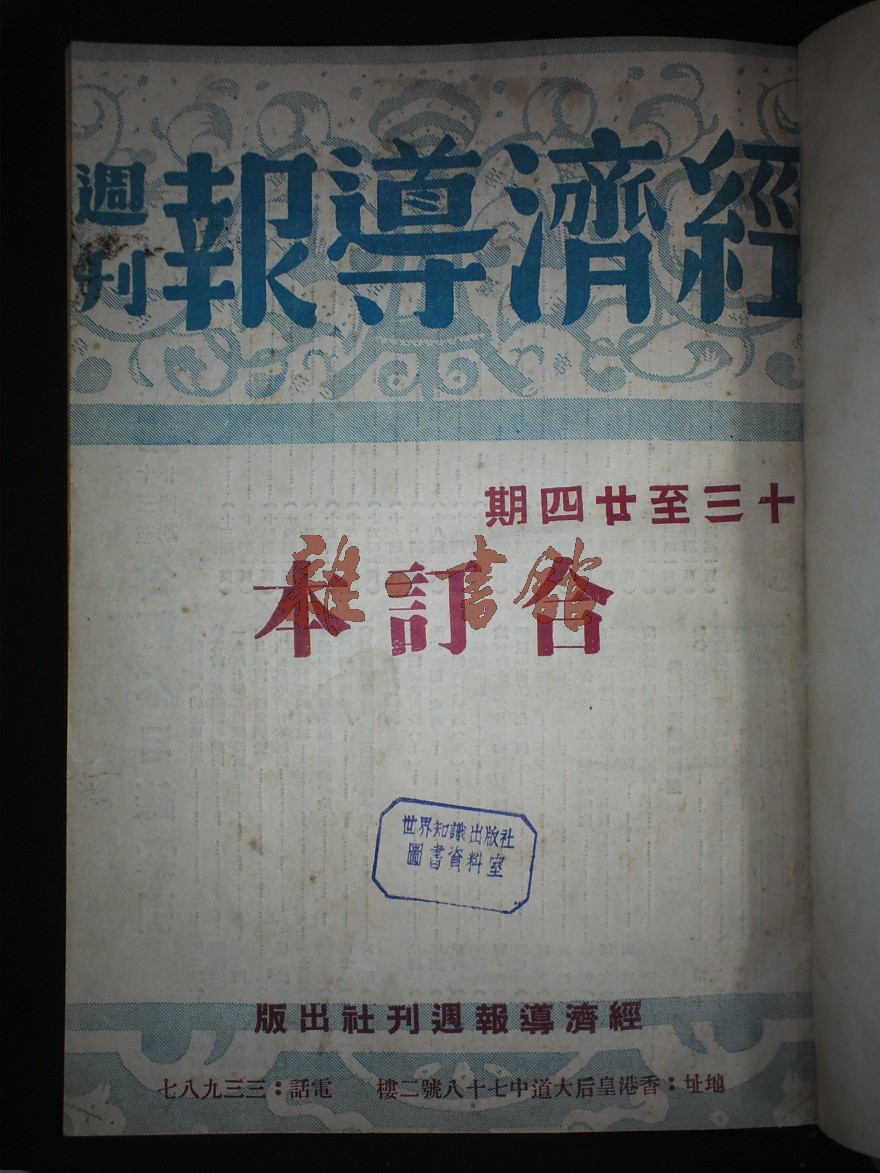 經濟導報
週刊
十三至廿四期
合訂本
雜·書館
世界知識出版社
圖書資料室
經濟導報週刊社出版
地址：香港皇后大道中七十八號二樓　電話：三三九八七